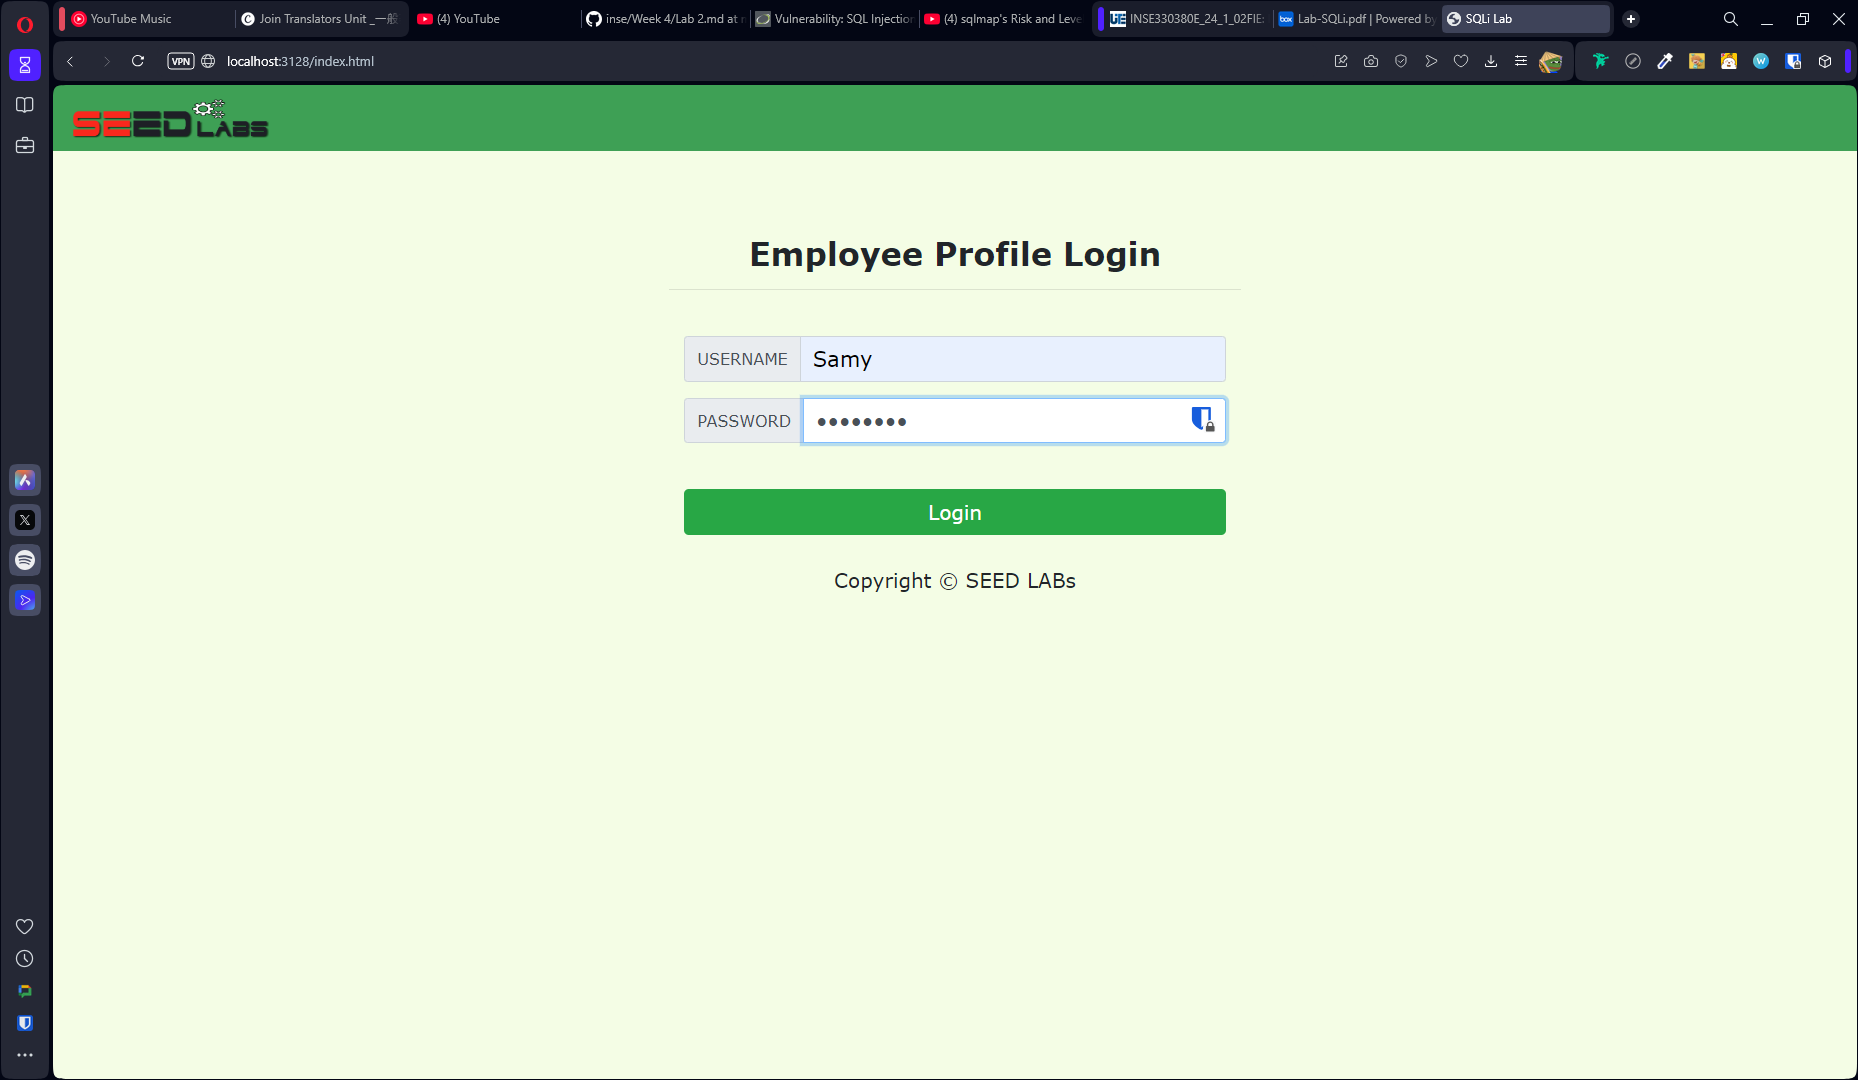 YouTube Music
Join Translators Unit _一般
(4) YouTube
inse/Week 4/Lab 2.md at
Vulnerability: SQL Injection
(4) sqlmap's Risk and Leve
INSE330380E_24_1_02FIE:
Lab-SQLi.pdf | Powered by
SQLi Lab
VPN
localhost:3128/index.html
SEED LABS
Employee Profile Login
USERNAME
Samy
PASSWORD
••••••••
Login
Copyright © SEED LABs